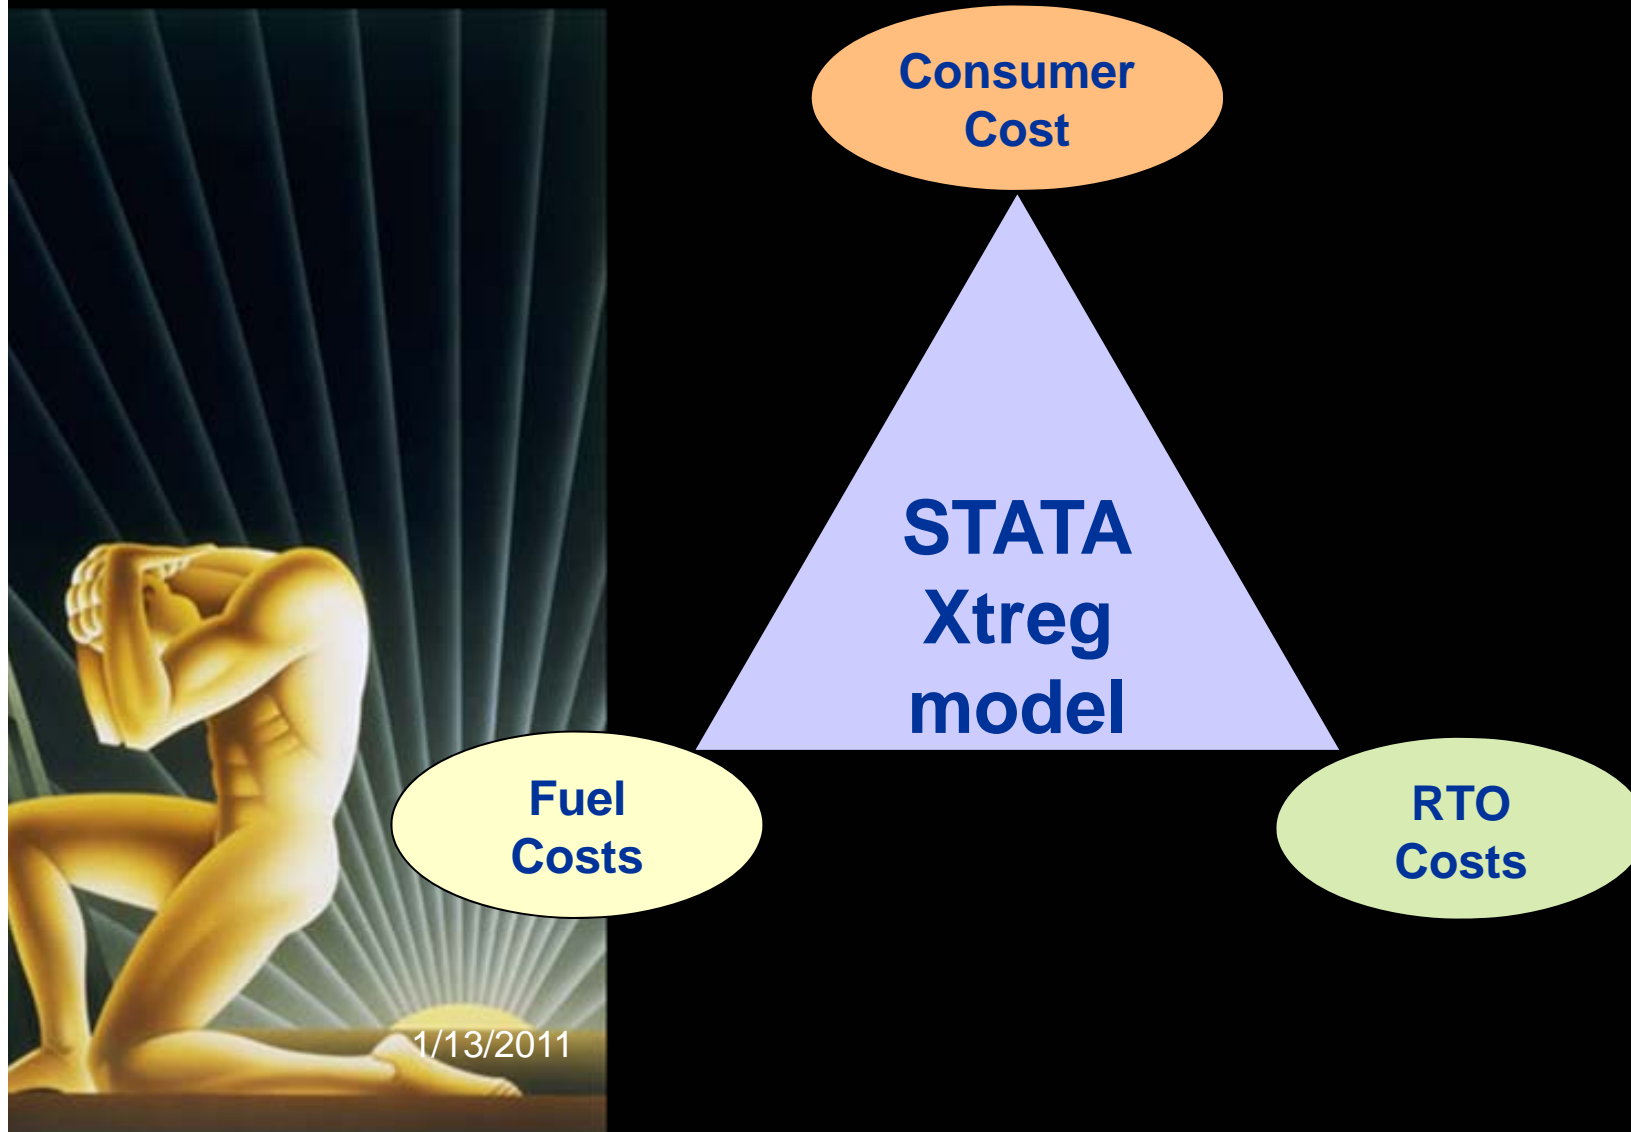 Consumer
Cost
STATA
Xtreg
model
Fuel
Costs
RTO
Costs
1/13/2011